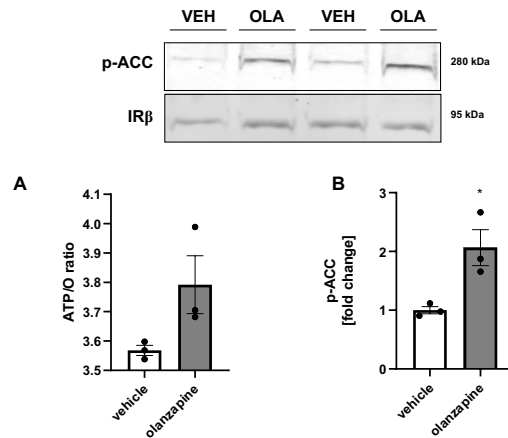 VEH OLA VEH OLA
p-ACC 280 kDa
IRβ 95 kDa
A
ATP/O ratio
4.1
4.0
3.9
3.8
3.7
3.6
3.5
vehicle
olanzapine
B
p-ACC
[fold change]
3
2
1
0
*
vehicle
olanzapine